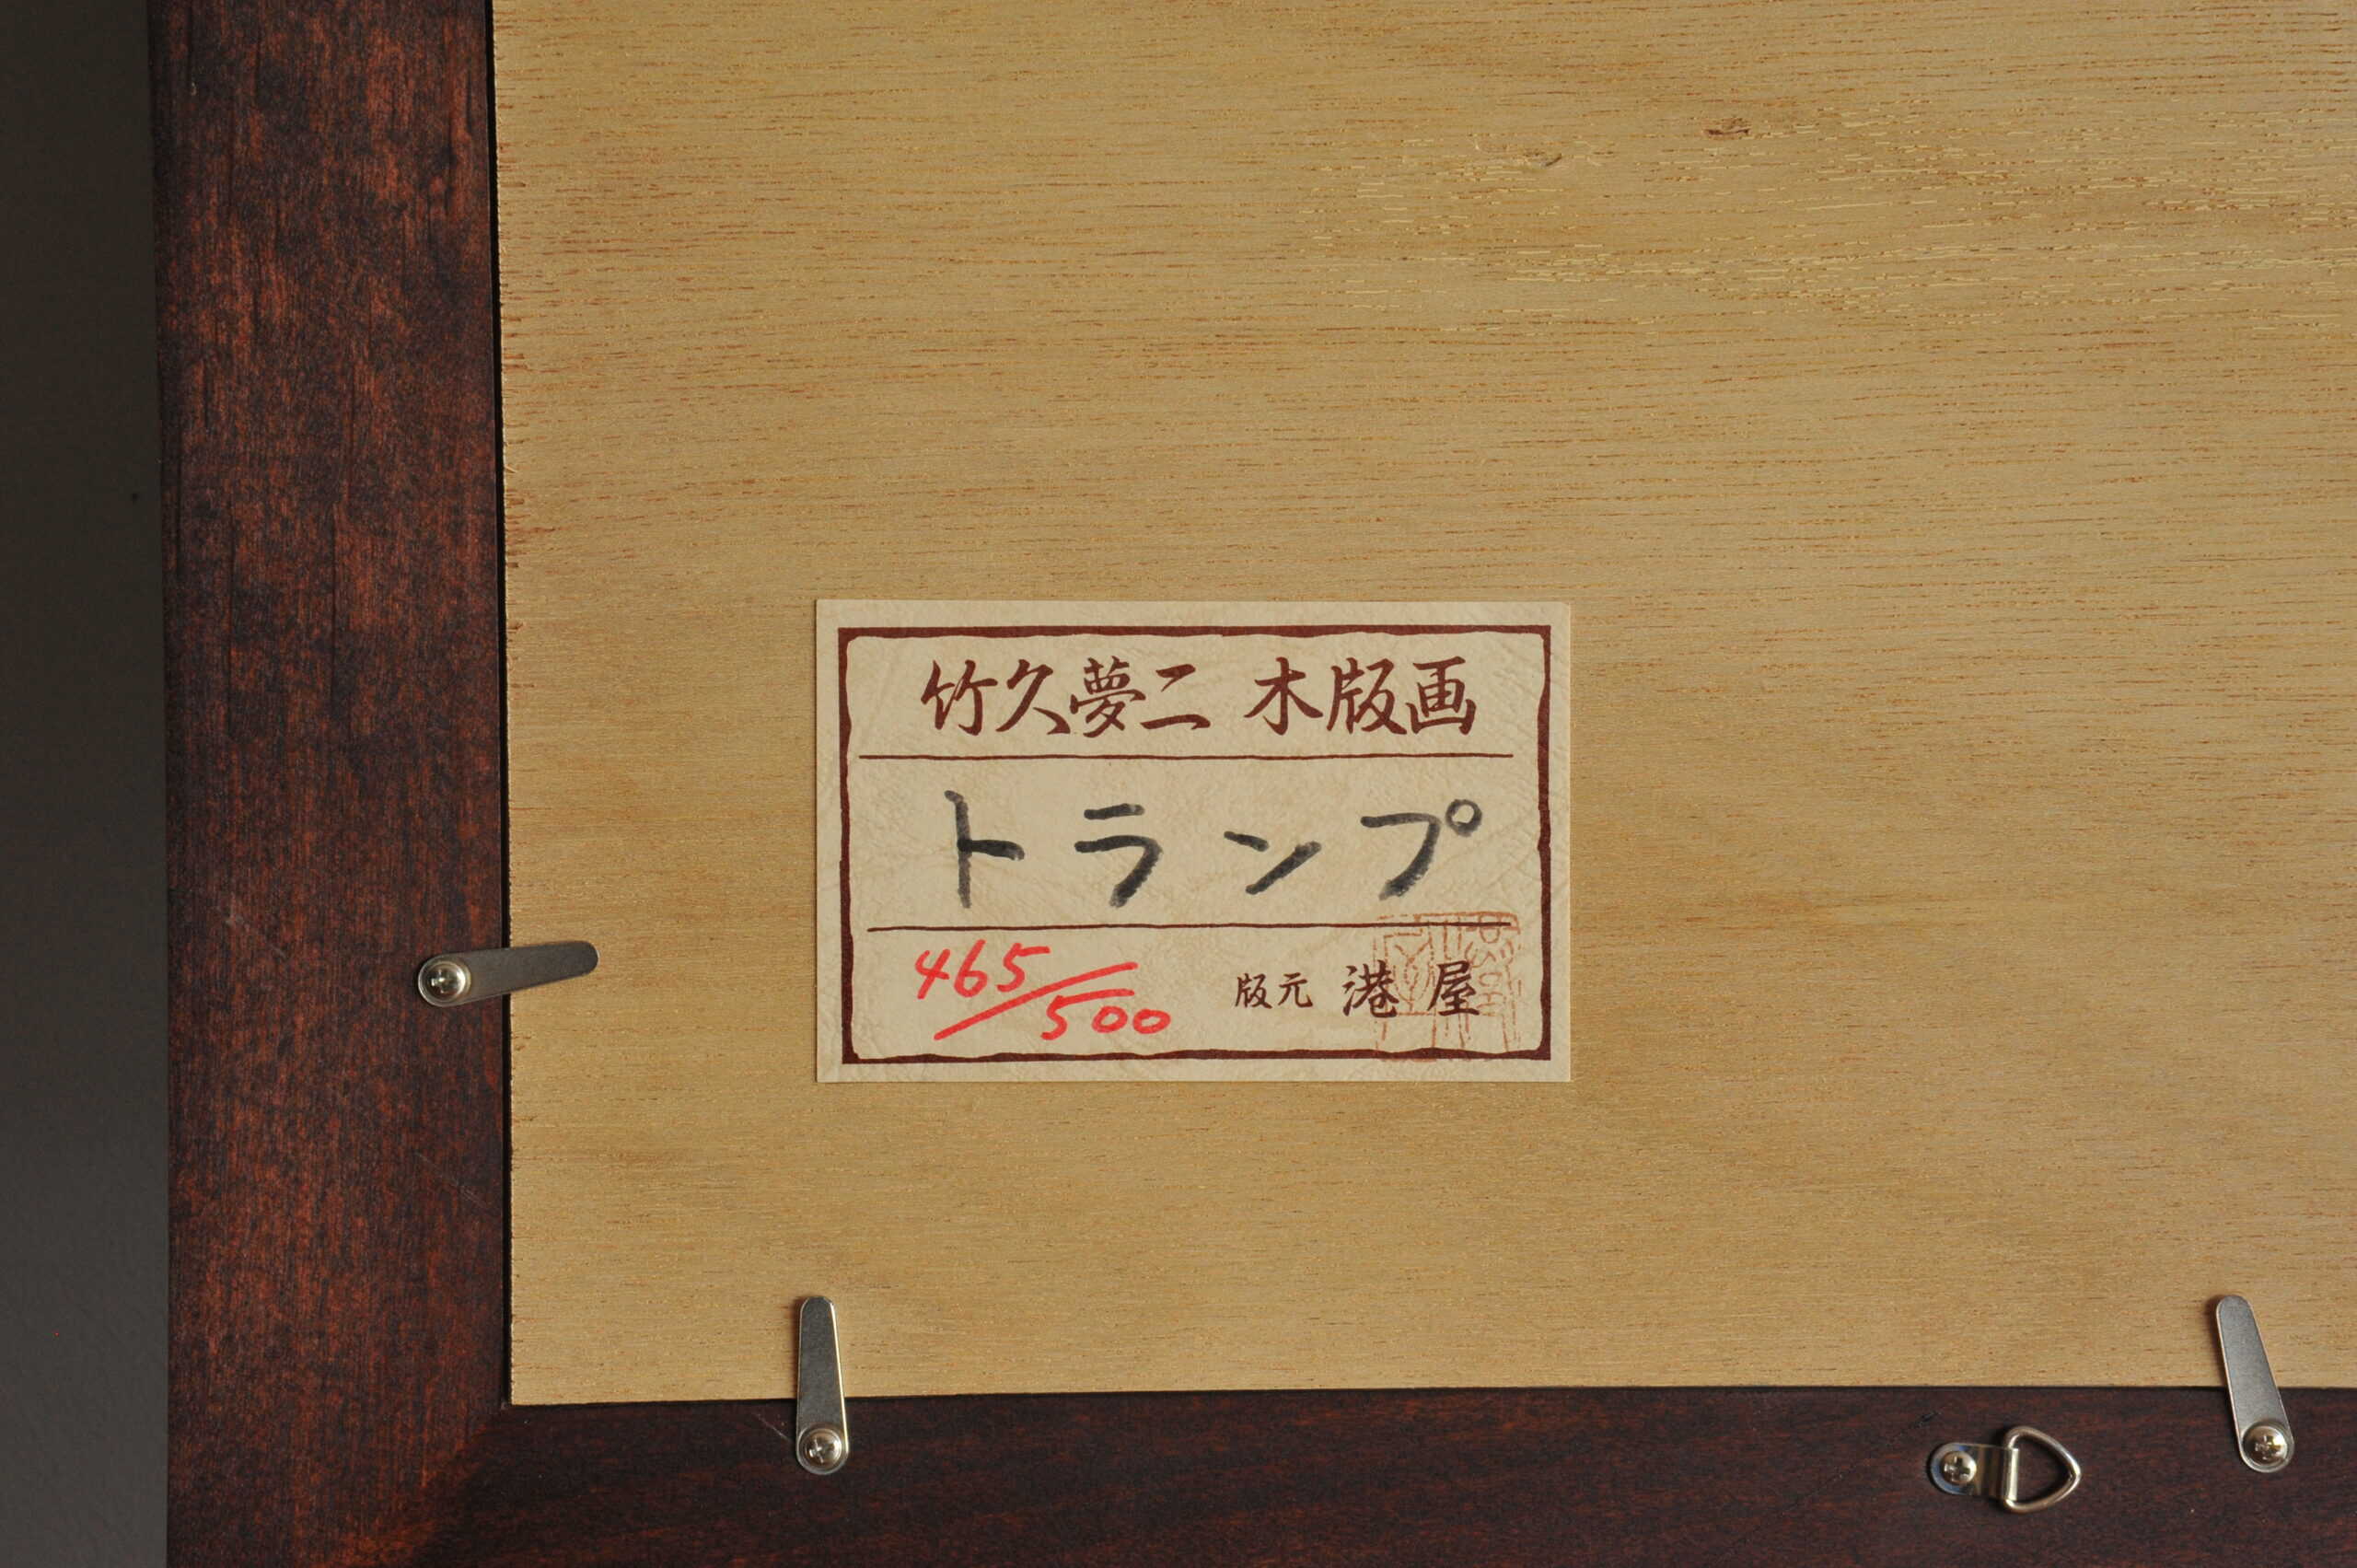 竹久夢二 木版画
トランプ
465/500 版元 港屋